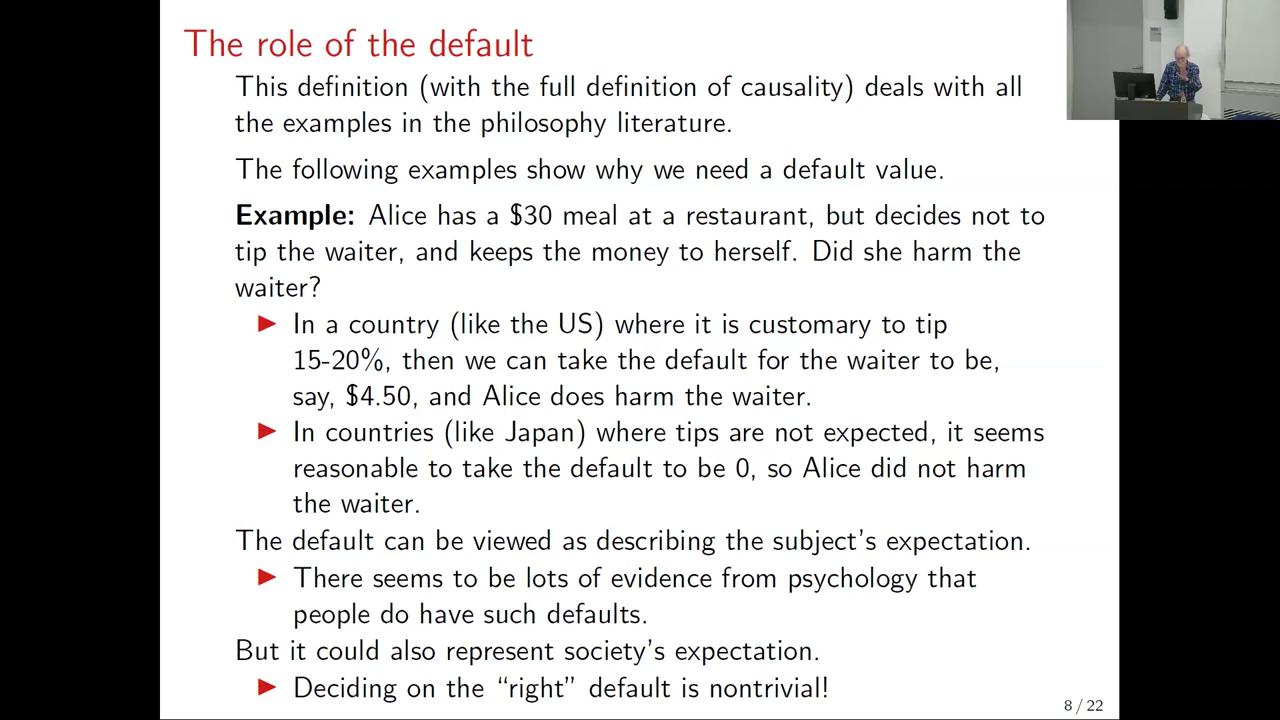 The role of the default
This definition (with the full definition of causality) deals with all
the examples in the philosophy literature.
The following examples show why we need a default value.
Example: Alice has a $30 meal at a restaurant, but decides not to
tip the waiter, and keeps the money to herself. Did she harm the
waiter?
▶ In a country (like the US) where it is customary to tip
15-20%, then we can take the default for the waiter to be,
say, $4.50, and Alice does harm the waiter.
▶ In countries (like Japan) where tips are not expected, it seems
reasonable to take the default to be 0, so Alice did not harm
the waiter.
The default can be viewed as describing the subject's expectation.
▶ There seems to be lots of evidence from psychology that
people do have such defaults.
But it could also represent society's expectation.
▶ Deciding on the “right” default is nontrivial!
8 / 22